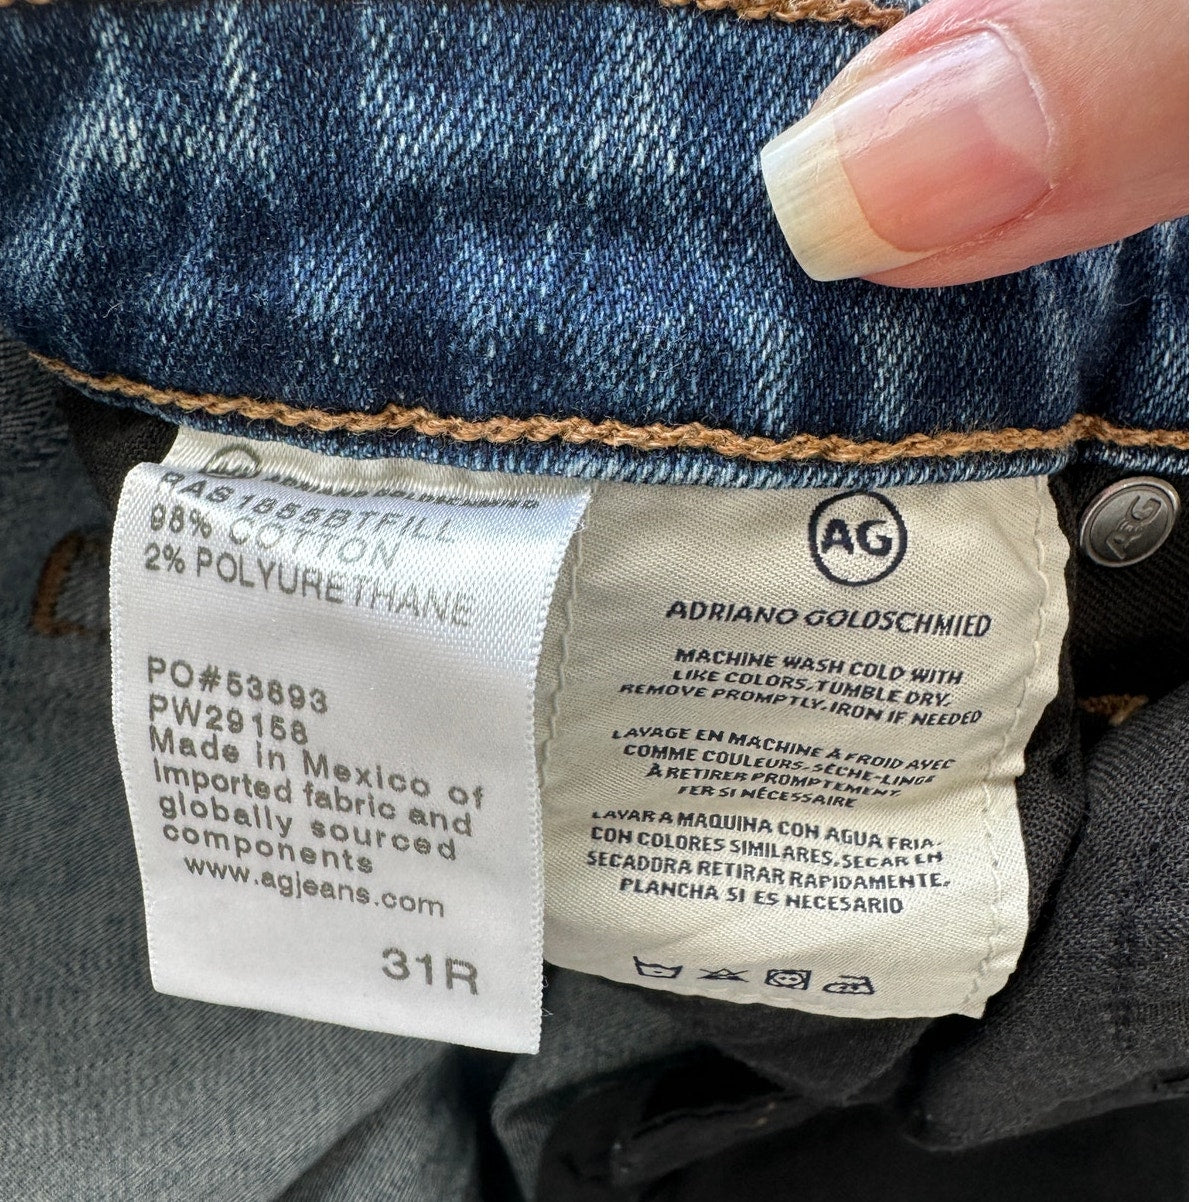 RAS1858BTFILL
98% COTTON
2% POLYURETHANE
PO#53893
PW29158
Made in Mexico of
Imported fabric and
globally sourced
components
www.agjeans.com
31R
AG
ADRIANO GOLDSCHMIED
MACHINE WASH COLD WITH
LIKE COLORS, TUMBLE DRY.
REMOVE PROMPTLY. IRON IF NEEDED
LAVAGE EN MACHINE À FROID AVEC
COMME COULEURS. SÈCHE-LINGE
À RETIRER PROMPTEMENT.
FER SI NÉCESSAIRE
LAVAR A MAQUINA CON AGUA FRIA.
CON COLORES SIMILARES. SECAR EN
SECADORA RETIRAR RAPIDAMENTE.
PLANCHA SI ES NECESARIO